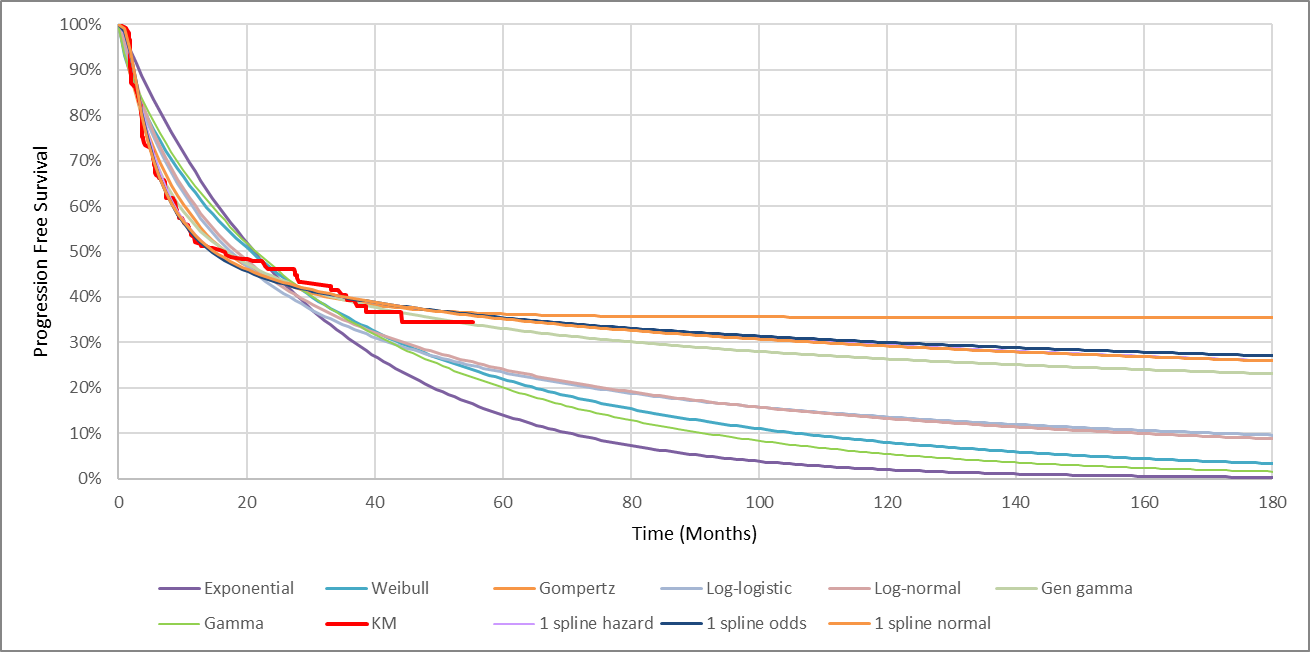 100%
90%
80%
70%
60%
50%
40%
30%
20%
10%
0%
Progression Free Survival
0 20 40 60 80 100 120 140 160 180
Time (Months)
Exponential Weibull Gompertz Log-logistic Log-normal Gen gamma
Gamma KM 1 spline hazard 1 spline odds 1 spline normal